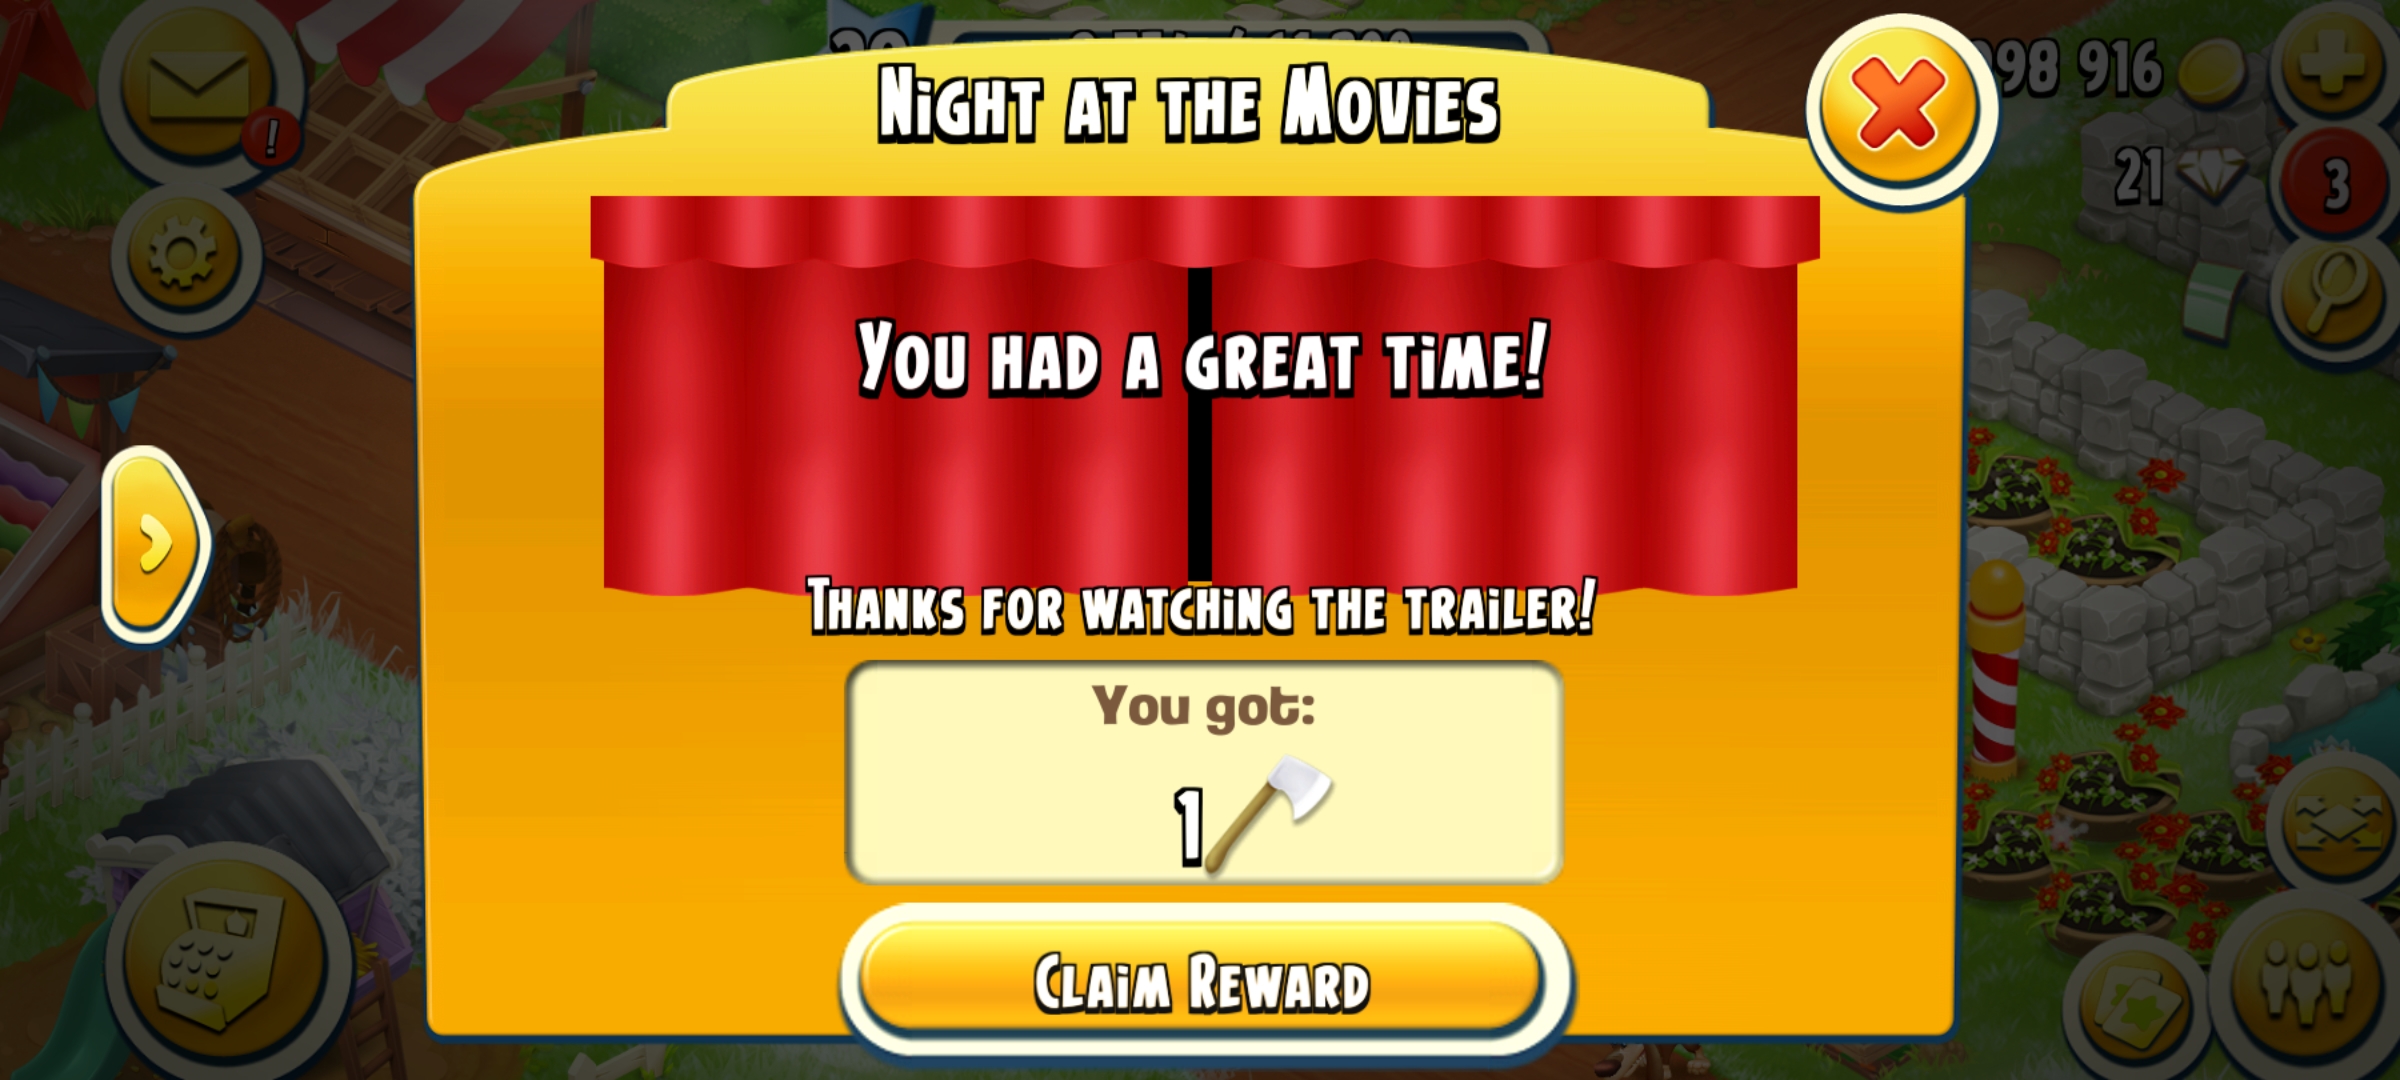 Night at the Movies
98 916
21
3
!
You had a great time!
Thanks for watching the trailer!
You got:
1
Claim Reward